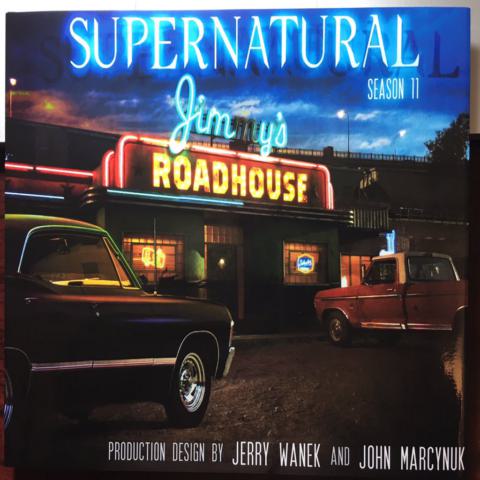 SUPERNATURAL
SEASON 11
Jimmy's
ROADHOUSE
PRODUCTION DESIGN BY JERRY WANEK AND JOHN MARCYNUK